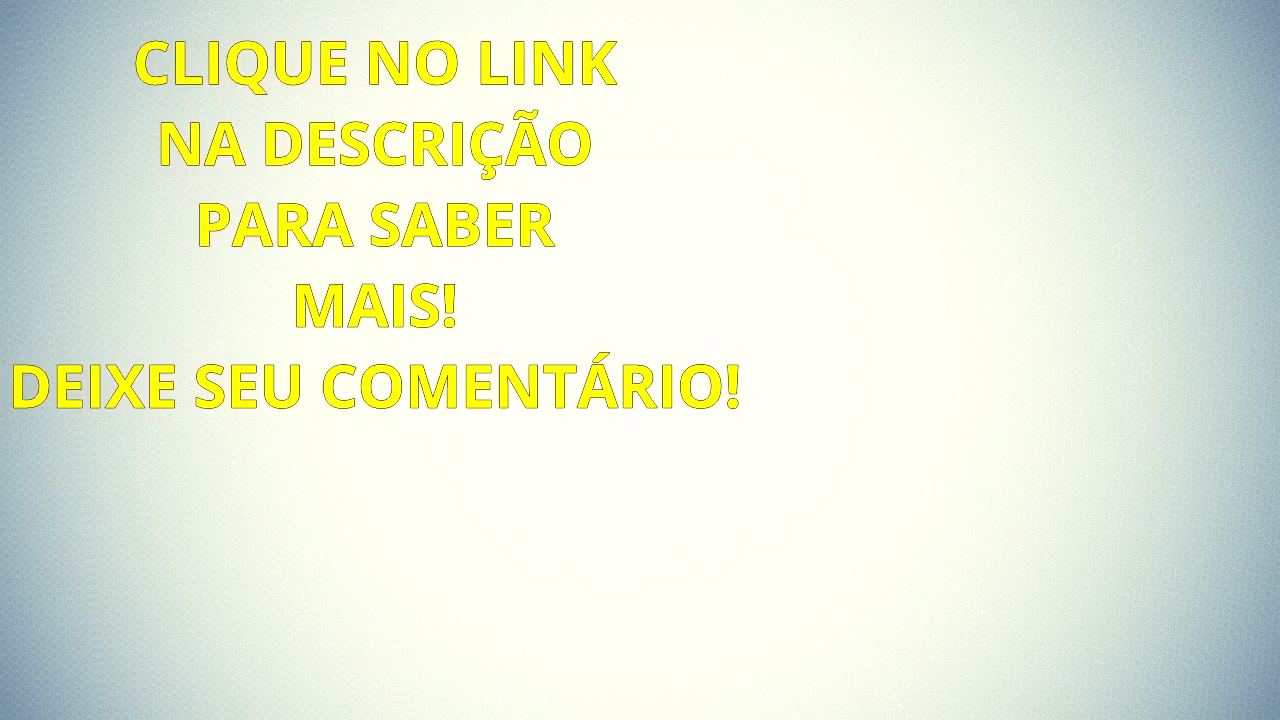 CLIQUE NO LINK
NA DESCRIÇÃO
PARA SABER
MAIS!
DEIXE SEU COMENTÁRIO!